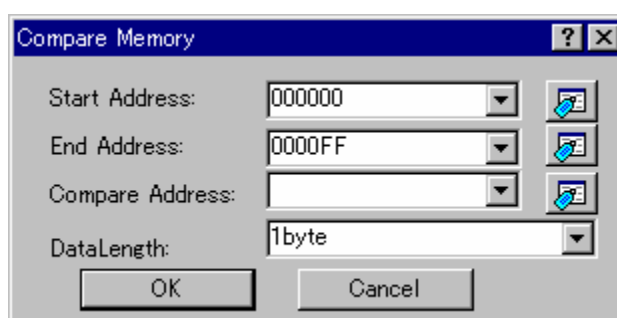 Compare Memory ? X
Start Address: 000000
End Address: 0000FF
Compare Address:
DataLength: 1byte
OK Cancel